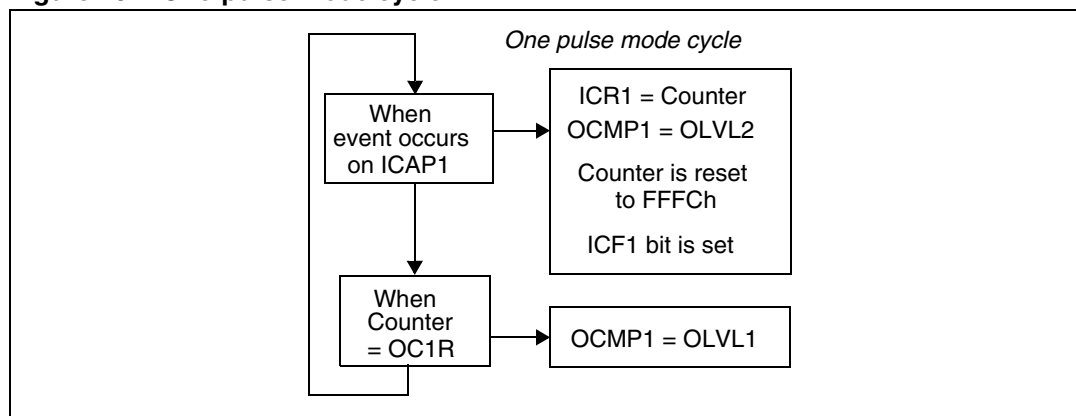 One pulse mode cycle
When
event occurs
on ICAP1
ICR1 = Counter
OCMP1 = OLVL2
Counter is reset
to FFFCh
ICF1 bit is set
When
Counter
= OC1R
OCMP1 = OLVL1